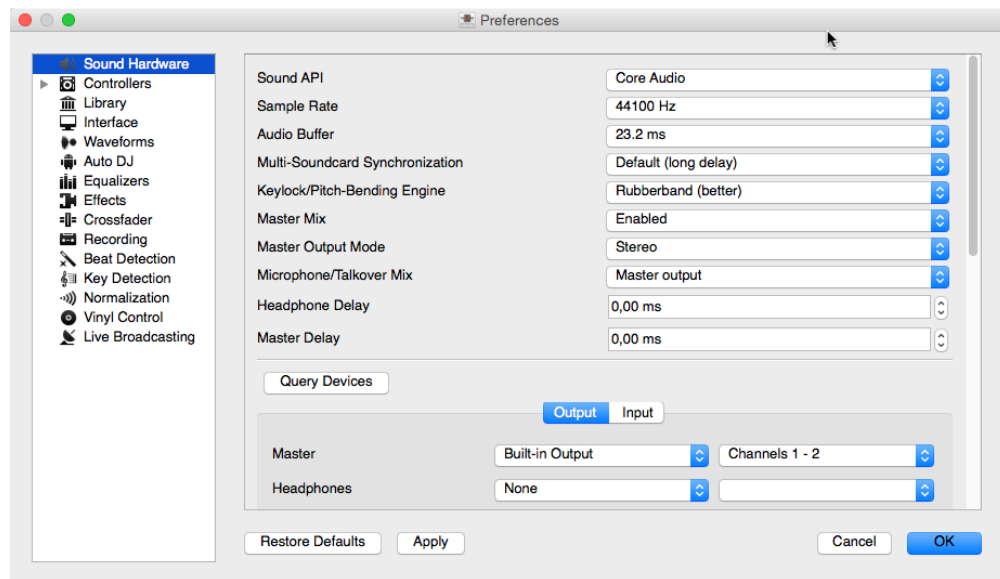 Preferences
Sound Hardware
Controllers
Library
Interface
Waveforms
Auto DJ
Equalizers
Effects
Crossfader
Recording
Beat Detection
Key Detection
Normalization
Vinyl Control
Live Broadcasting
Sound API Core Audio
Sample Rate 44100 Hz
Audio Buffer 23.2 ms
Multi-Soundcard Synchronization Default (long delay)
Keylock/Pitch-Bending Engine Rubberband (better)
Master Mix Enabled
Master Output Mode Stereo
Microphone/Talkover Mix Master output
Headphone Delay 0,00 ms
Master Delay 0,00 ms
Query Devices
Output Input
Master Built-in Output Channels 1 - 2
Headphones None
Restore Defaults Apply Cancel OK